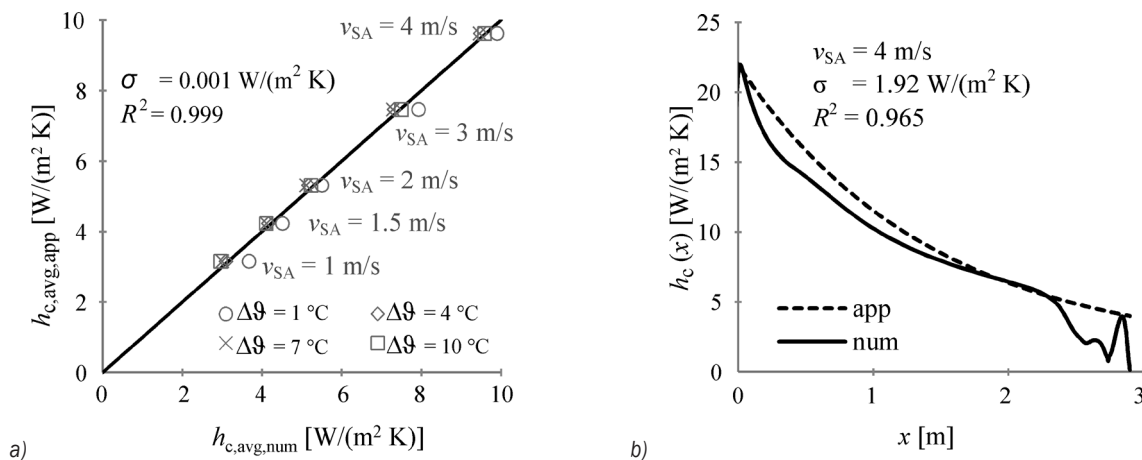 10
8
6
4
2
0
h_c,avg,app [W/(m² K)]
v_SA = 4 m/s
σ = 0.001 W/(m² K)
R² = 0.999
v_SA = 3 m/s
v_SA = 2 m/s
v_SA = 1.5 m/s
v_SA = 1 m/s
Δϑ = 1 °C
Δϑ = 4 °C
Δϑ = 7 °C
Δϑ = 10 °C
0 2 4 6 8 10
h_c,avg,num [W/(m² K)]
a)
25
20
15
10
5
0
h_c (x) [W/(m² K)]
v_SA = 4 m/s
σ = 1.92 W/(m² K)
R² = 0.965
app
num
0 1 2 3
x [m]
b)